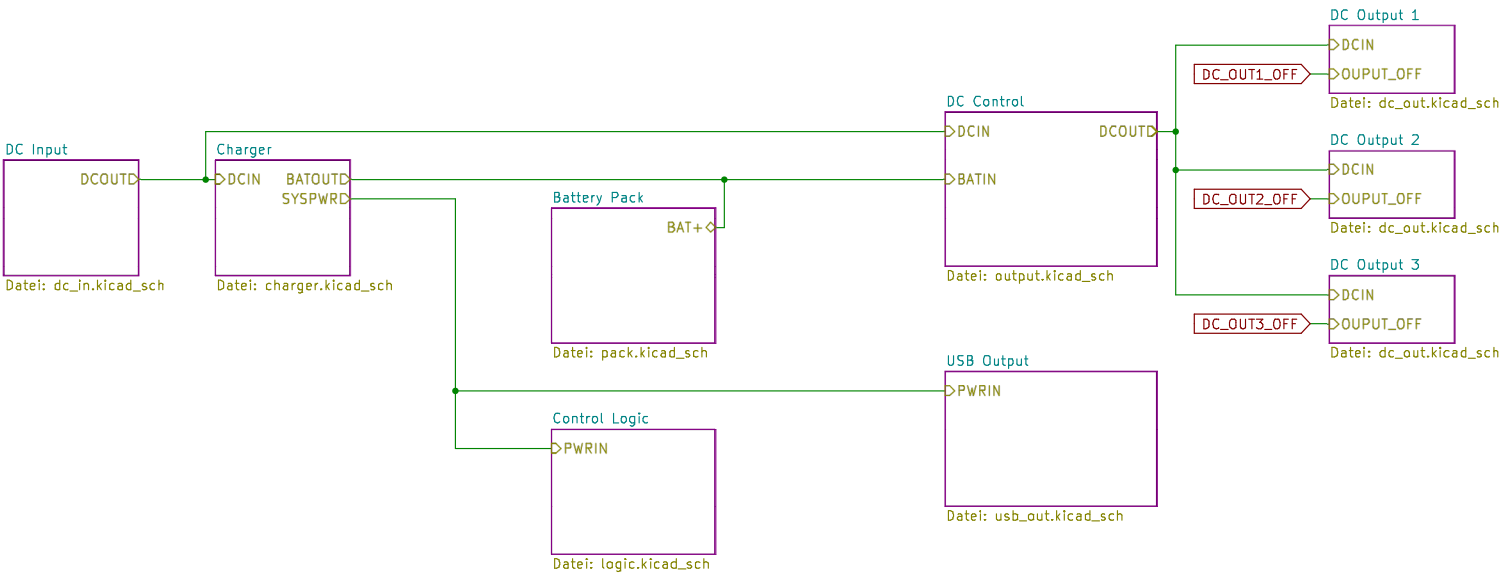 DC Input
DCOUT
Datei: dc_in.kicad_sch
Charger
DCIN
BATOUT
SYSPWR
Datei: charger.kicad_sch
Battery Pack
BAT+
Datei: pack.kicad_sch
Control Logic
PWRIN
Datei: logic.kicad_sch
DC Control
DCIN
DCOUT
BATIN
Datei: output.kicad_sch
USB Output
PWRIN
Datei: usb_out.kicad_sch
DC Output 1
DCIN
DC_OUT1_OFF
OUPUT_OFF
Datei: dc_out.kicad_sch
DC Output 2
DCIN
DC_OUT2_OFF
OUPUT_OFF
Datei: dc_out.kicad_sch
DC Output 3
DCIN
DC_OUT3_OFF
OUPUT_OFF
Datei: dc_out.kicad_sch